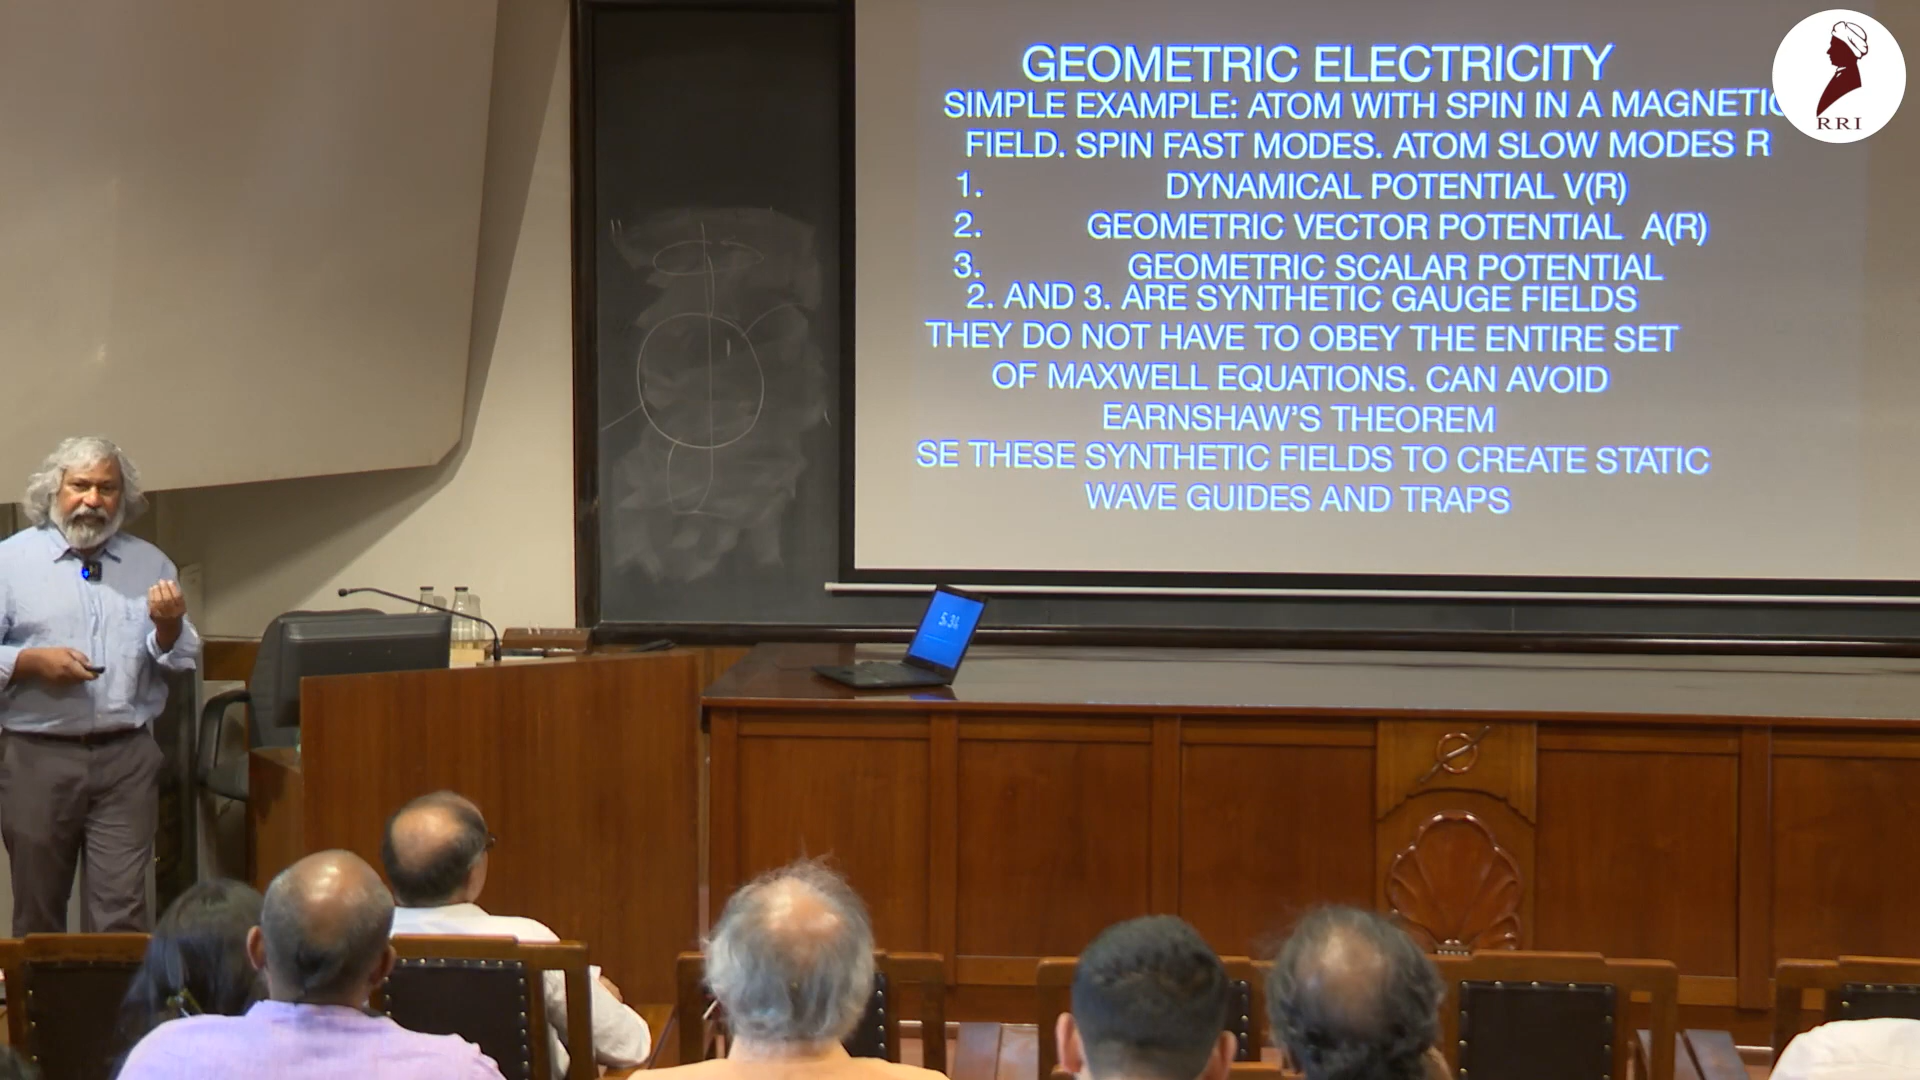 GEOMETRIC ELECTRICITY
SIMPLE EXAMPLE: ATOM WITH SPIN IN A MAGNETIC
FIELD. SPIN FAST MODES. ATOM SLOW MODES R
1. DYNAMICAL POTENTIAL V(R)
2. GEOMETRIC VECTOR POTENTIAL A(R)
3. GEOMETRIC SCALAR POTENTIAL
2. AND 3. ARE SYNTHETIC GAUGE FIELDS
THEY DO NOT HAVE TO OBEY THE ENTIRE SET
OF MAXWELL EQUATIONS. CAN AVOID
EARNSHAW'S THEOREM
SE THESE SYNTHETIC FIELDS TO CREATE STATIC
WAVE GUIDES AND TRAPS
RRI